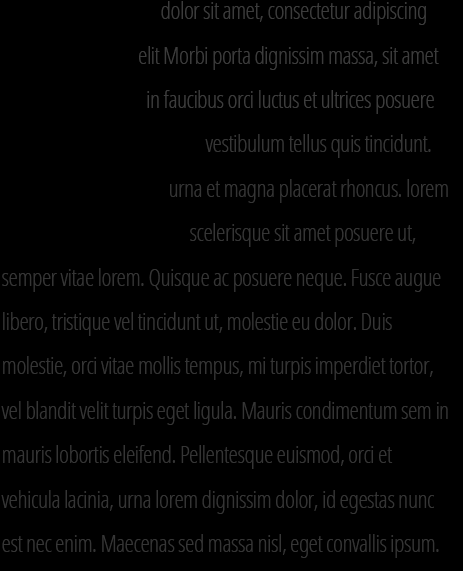 dolor sit amet, consectetur adipiscing
elit Morbi porta dignissim massa, sit amet
in faucibus orci luctus et ultrices posuere
vestibulum tellus quis tincidunt.
urna et magna placerat rhoncus. lorem
scelerisque sit amet posuere ut,
semper vitae lorem. Quisque ac posuere neque. Fusce augue
libero, tristique vel tincidunt ut, molestie eu dolor. Duis
molestie, orci vitae mollis tempus, mi turpis imperdiet tortor,
vel blandit velit turpis eget ligula. Mauris condimentum sem in
mauris lobortis eleifend. Pellentesque euismod, orci et
vehicula lacinia, urna lorem dignissim dolor, id egestas nunc
est nec enim. Maecenas sed massa nisl, eget convallis ipsum.